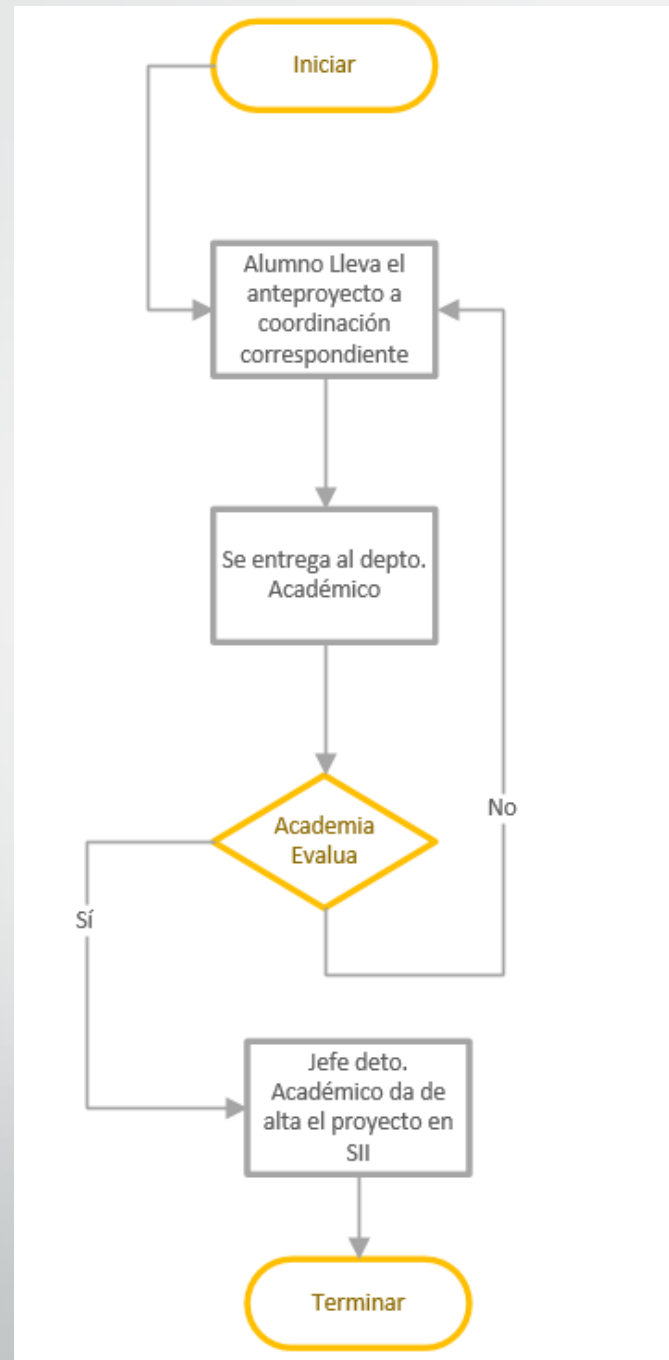 Iniciar
Alumno Lleva el
anteproyecto a
coordinación
correspondiente
Se entrega al depto.
Académico
Academia
Evalua
No
Sí
Jefe deto.
Académico da de
alta el proyecto en
SII
Terminar